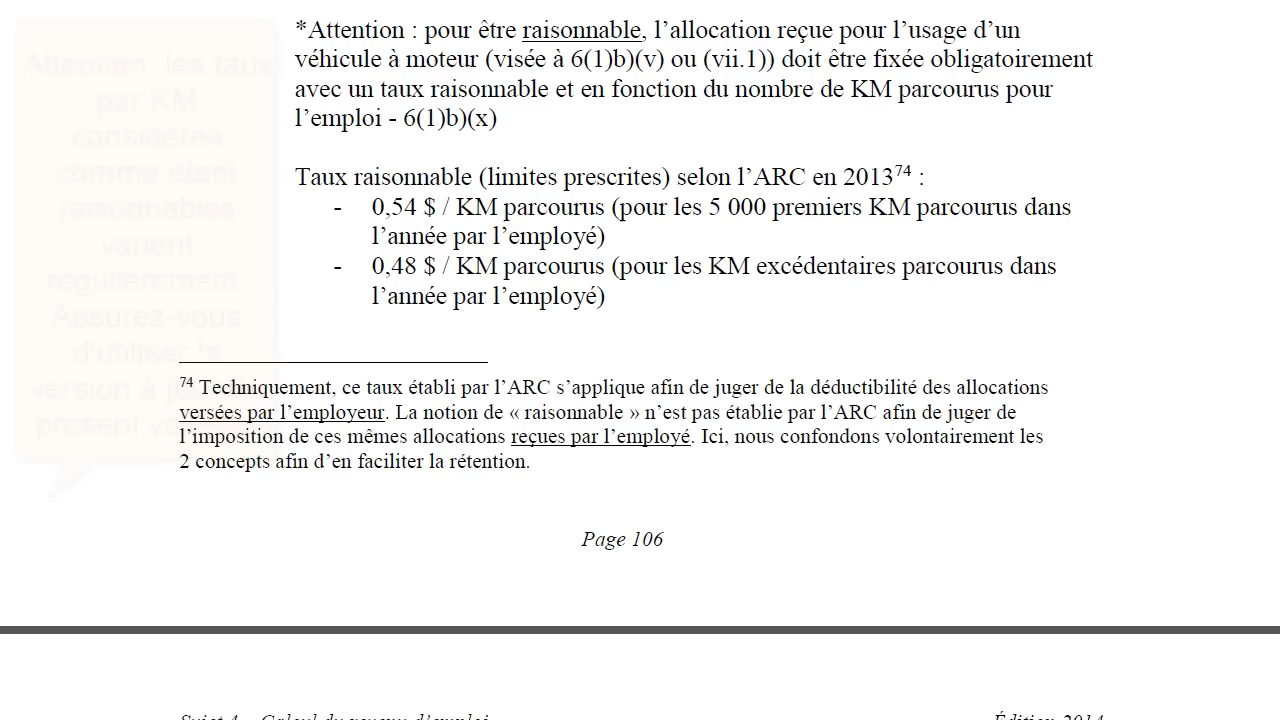 *Attention : pour être raisonnable, l'allocation reçue pour l'usage d'un
véhicule à moteur (visée à 6(1)b)(v) ou (vii.1)) doit être fixée obligatoirement
avec un taux raisonnable et en fonction du nombre de KM parcourus pour
l'emploi - 6(1)b)(x)
Taux raisonnable (limites prescrites) selon l'ARC en 2013⁷⁴ :
- 0,54 $ / KM parcourus (pour les 5 000 premiers KM parcourus dans
l'année par l'employé)
- 0,48 $ / KM parcourus (pour les KM excédentaires parcourus dans
l'année par l'employé)
Attention les taux
par KM
considérés
comme étant
raisonnables
varient
régulièrement
Assurez-vous
d'utiliser la
version à
présent
⁷⁴ Techniquement, ce taux établi par l'ARC s'applique afin de juger de la déductibilité des allocations
versées par l'employeur. La notion de « raisonnable » n'est pas établie par l'ARC afin de juger de
l'imposition de ces mêmes allocations reçues par l'employé. Ici, nous confondons volontairement les
2 concepts afin d'en faciliter la rétention.
Page 106
Sujet 4 – Calcul du revenu d'emploi
Édition 2014